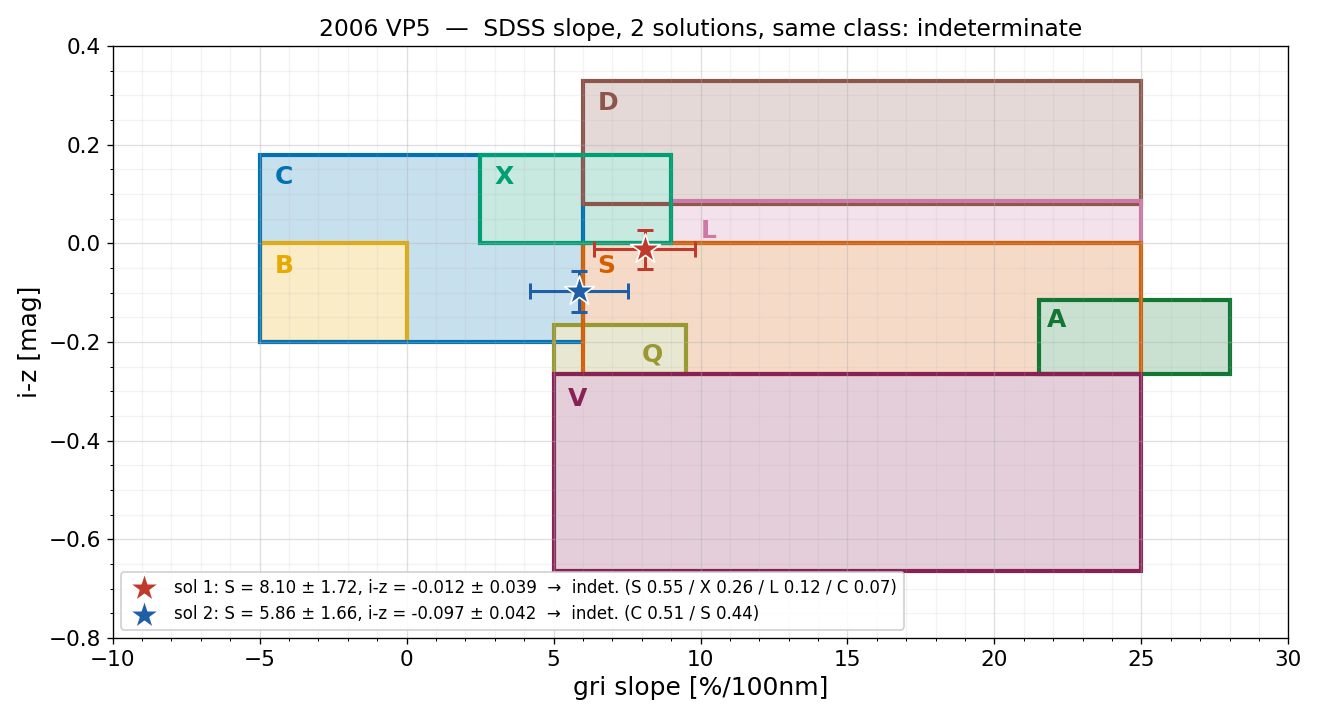 2006 VP5 — SDSS slope, 2 solutions, same class: indeterminate
i-z [mag]
0.4
0.2
0.0
−0.2
−0.4
−0.6
−0.8
D
C
X
L
B
S
A
Q
V
sol 1: S = 8.10 ± 1.72, i-z = -0.012 ± 0.039 → indet. (S 0.55 / X 0.26 / L 0.12 / C 0.07)
sol 2: S = 5.86 ± 1.66, i-z = -0.097 ± 0.042 → indet. (C 0.51 / S 0.44)
−10 −5 0 5 10 15 20 25 30
gri slope [%/100nm]